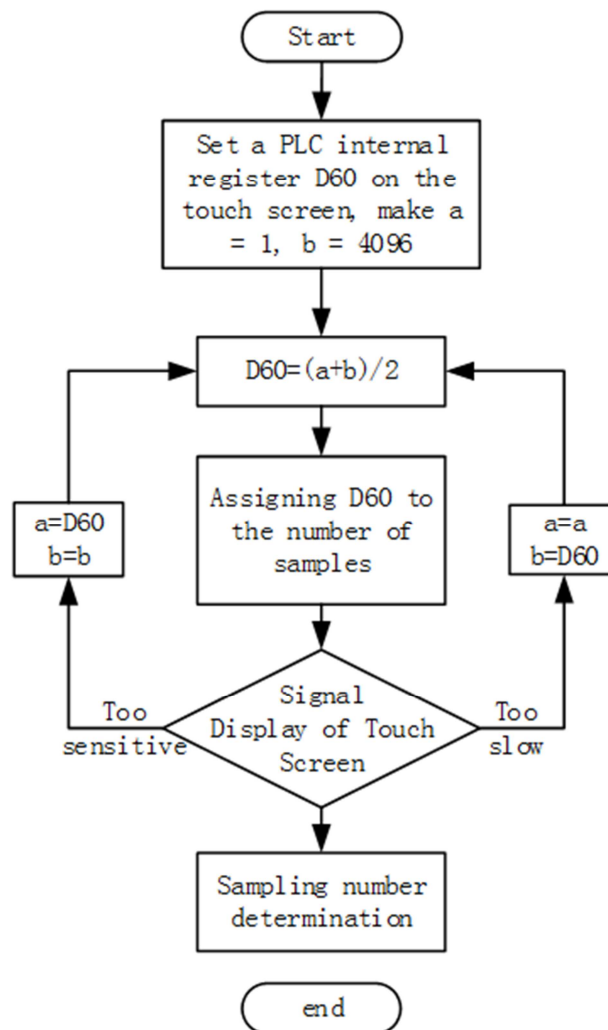 Start
Set a PLC internal
register D60 on the
touch screen, make a
= 1, b = 4096
D60=(a+b)/2
a=D60
b=b
Assigning D60 to
the number of
samples
a=a
b=D60
Too
sensitive
Signal
Display of Touch
Screen
Too
slow
Sampling number
determination
end